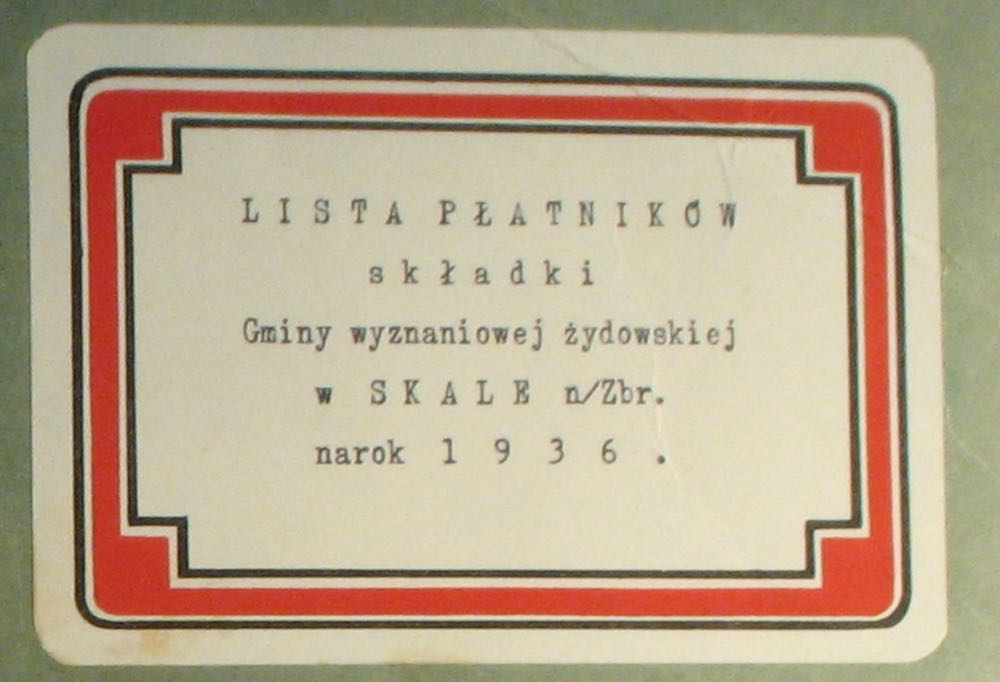 LISTA PŁATNIKÓW
składki
Gminy wyznaniowej żydowskiej
w SKALE n/Zbr.
narok 1936.